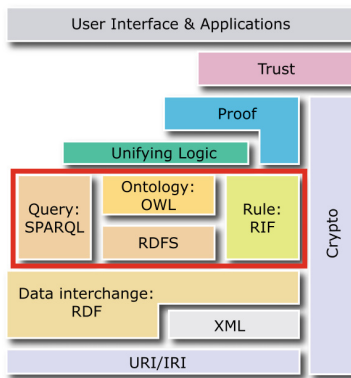 User Interface & Applications
Trust
Proof
Unifying Logic
Ontology:
OWL
Query:
SPARQL
Rule:
RIF
RDFS
Crypto
Data interchange:
RDF
XML
URI/IRI